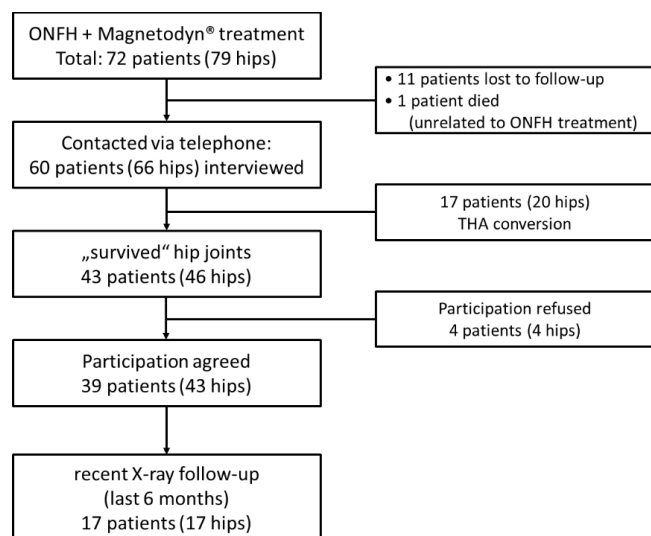 ONFH + Magnetodyn® treatment
Total: 72 patients (79 hips)
• 11 patients lost to follow-up
• 1 patient died
(unrelated to ONFH treatment)
Contacted via telephone:
60 patients (66 hips) interviewed
17 patients (20 hips)
THA conversion
„survived“ hip joints
43 patients (46 hips)
Participation refused
4 patients (4 hips)
Participation agreed
39 patients (43 hips)
recent X-ray follow-up
(last 6 months)
17 patients (17 hips)